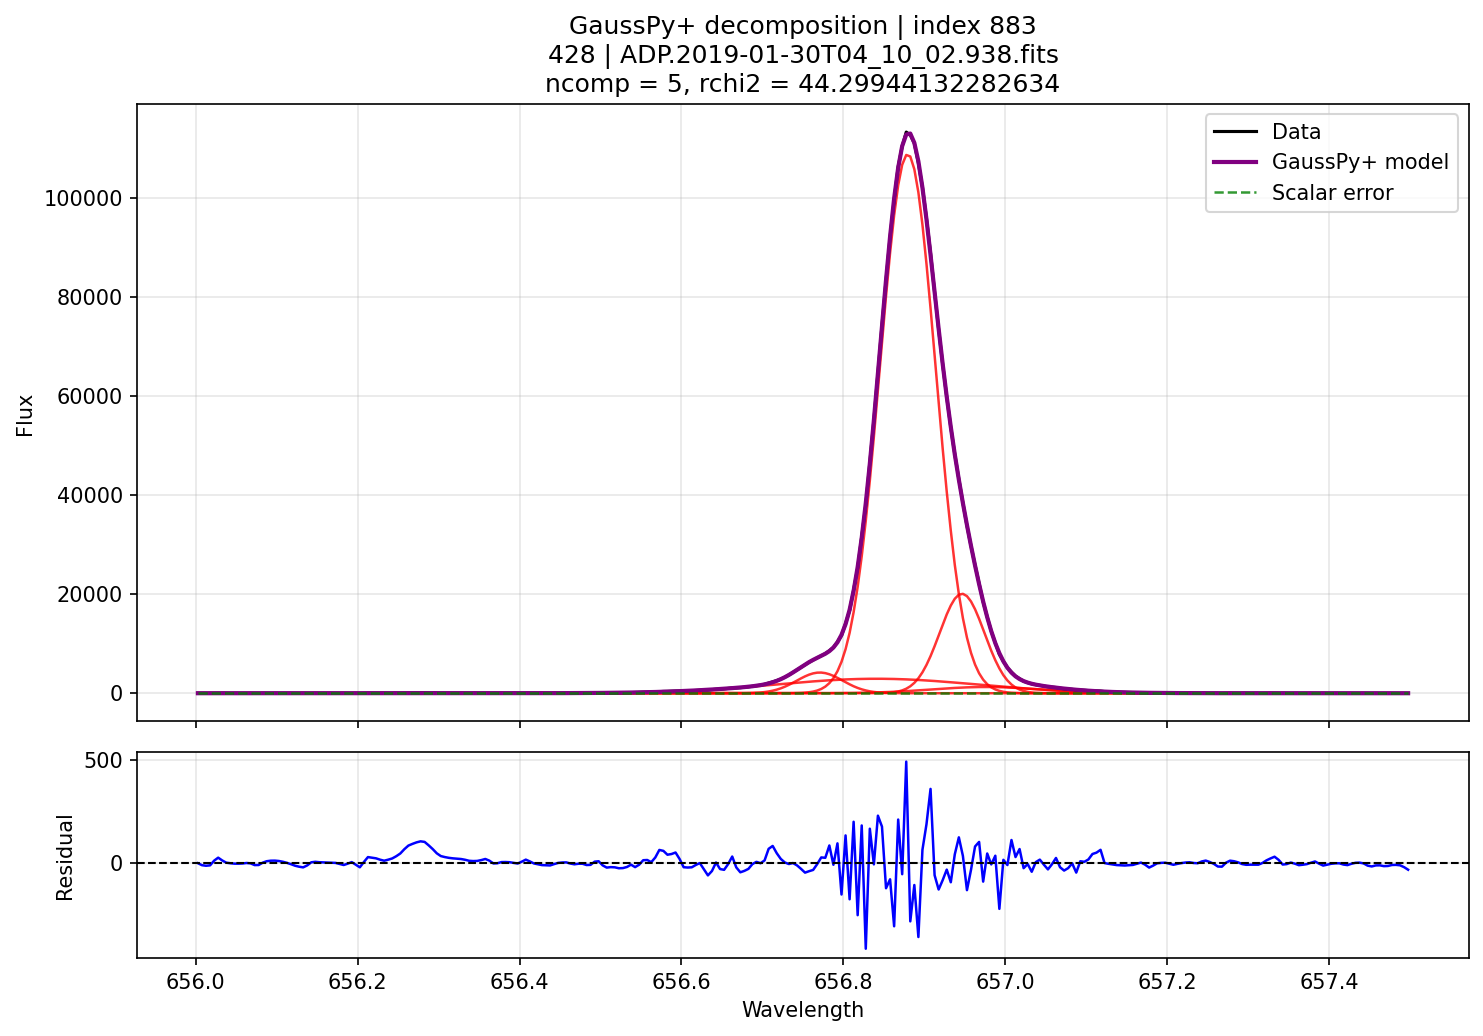 GaussPy+ decomposition | index 883
428 | ADP.2019-01-30T04_10_02.938.fits
ncomp = 5, rchi2 = 44.29944132282634
Data
GaussPy+ model
Scalar error
100000
80000
60000
40000
20000
0
Flux
500
0
Residual
656.0 656.2 656.4 656.6 656.8 657.0 657.2 657.4
Wavelength